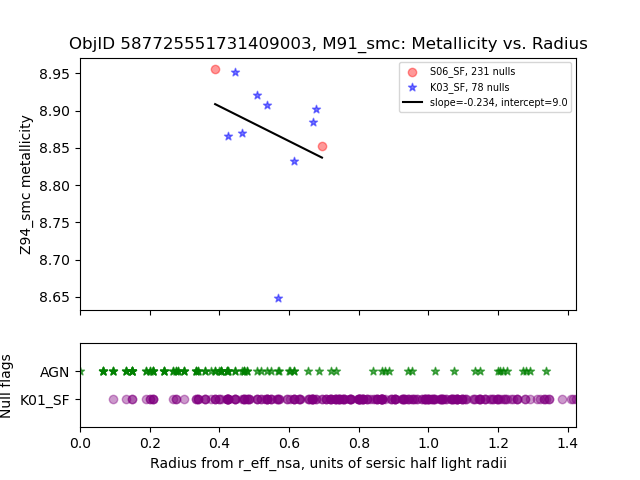 ObjID 587725551731409003, M91_smc: Metallicity vs. Radius
8.95
8.90
8.85
8.80
8.75
8.70
8.65
Z94_smc metallicity
S06_SF, 231 nulls
K03_SF, 78 nulls
slope=-0.234, intercept=9.0
AGN
K01_SF
Null flags
0.0 0.2 0.4 0.6 0.8 1.0 1.2 1.4
Radius from r_eff_nsa, units of sersic half light radii